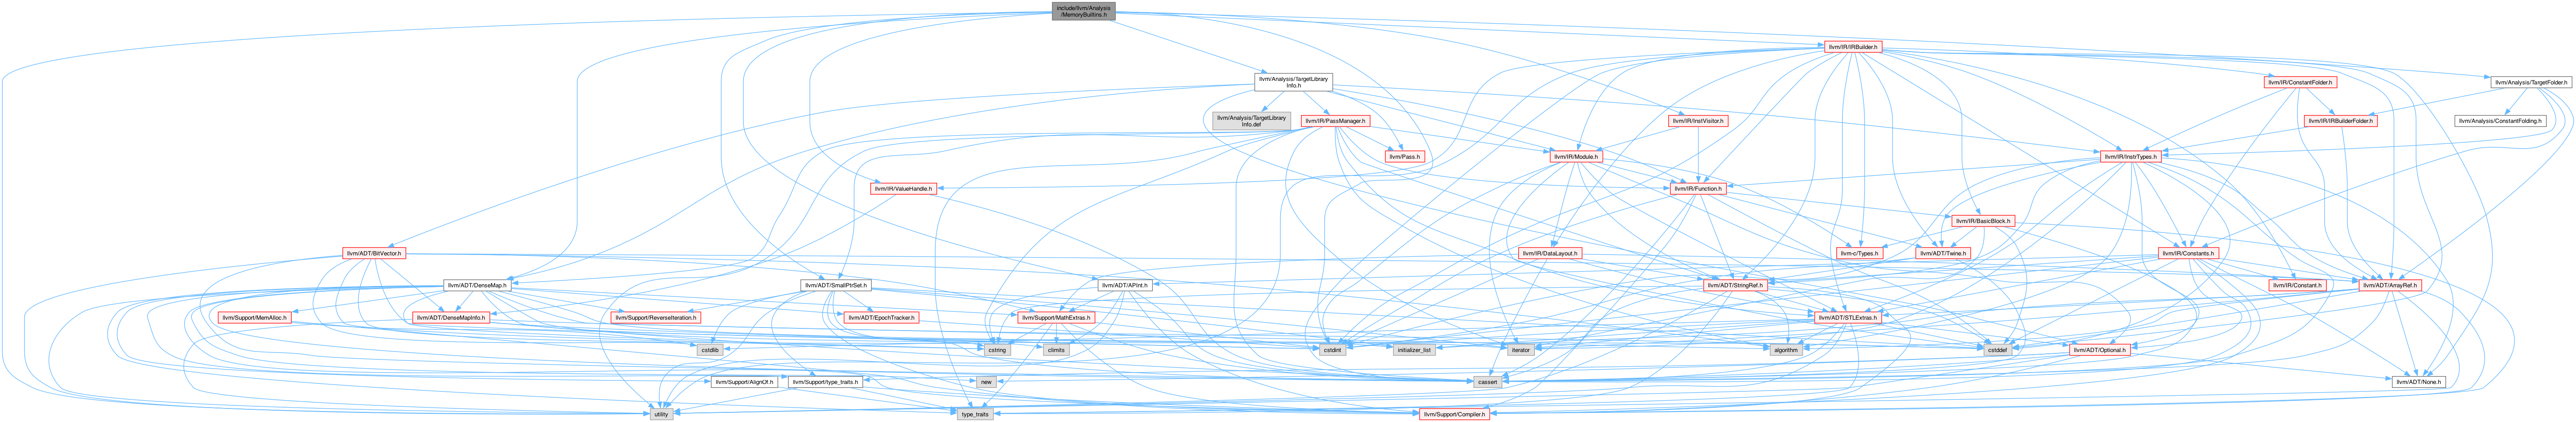 include/llvm/Analysis
/MemoryBuiltins.h
llvm/IR/IRBuilder.h
llvm/Analysis/TargetLibrary
Info.h
llvm/IR/ConstantFolder.h
llvm/Analysis/TargetFolder.h
llvm/Analysis/TargetLibrary
Info.def
llvm/IR/PassManager.h
llvm/IR/InstVisitor.h
llvm/IR/IRBuilderFolder.h
llvm/Analysis/ConstantFolding.h
llvm/Pass.h
llvm/IR/Module.h
llvm/IR/InstrTypes.h
llvm/IR/ValueHandle.h
llvm/IR/Function.h
llvm/IR/BasicBlock.h
llvm/ADT/BitVector.h
llvm/IR/DataLayout.h
llvm-c/Types.h
llvm/ADT/Twine.h
llvm/IR/Constants.h
llvm/ADT/DenseMap.h
llvm/ADT/SmallPtrSet.h
llvm/ADT/APInt.h
llvm/ADT/StringRef.h
llvm/IR/Constant.h
llvm/ADT/ArrayRef.h
llvm/Support/MemAlloc.h
llvm/ADT/DenseMapInfo.h
llvm/Support/ReverseIteration.h
llvm/ADT/EpochTracker.h
llvm/Support/MathExtras.h
llvm/ADT/STLExtras.h
cstdlib
cstring
climits
cstdint
initializer_list
iterator
algorithm
cstddef
llvm/ADT/Optional.h
llvm/Support/AlignOf.h
llvm/Support/type_traits.h
new
cassert
llvm/ADT/None.h
utility
type_traits
llvm/Support/Compiler.h